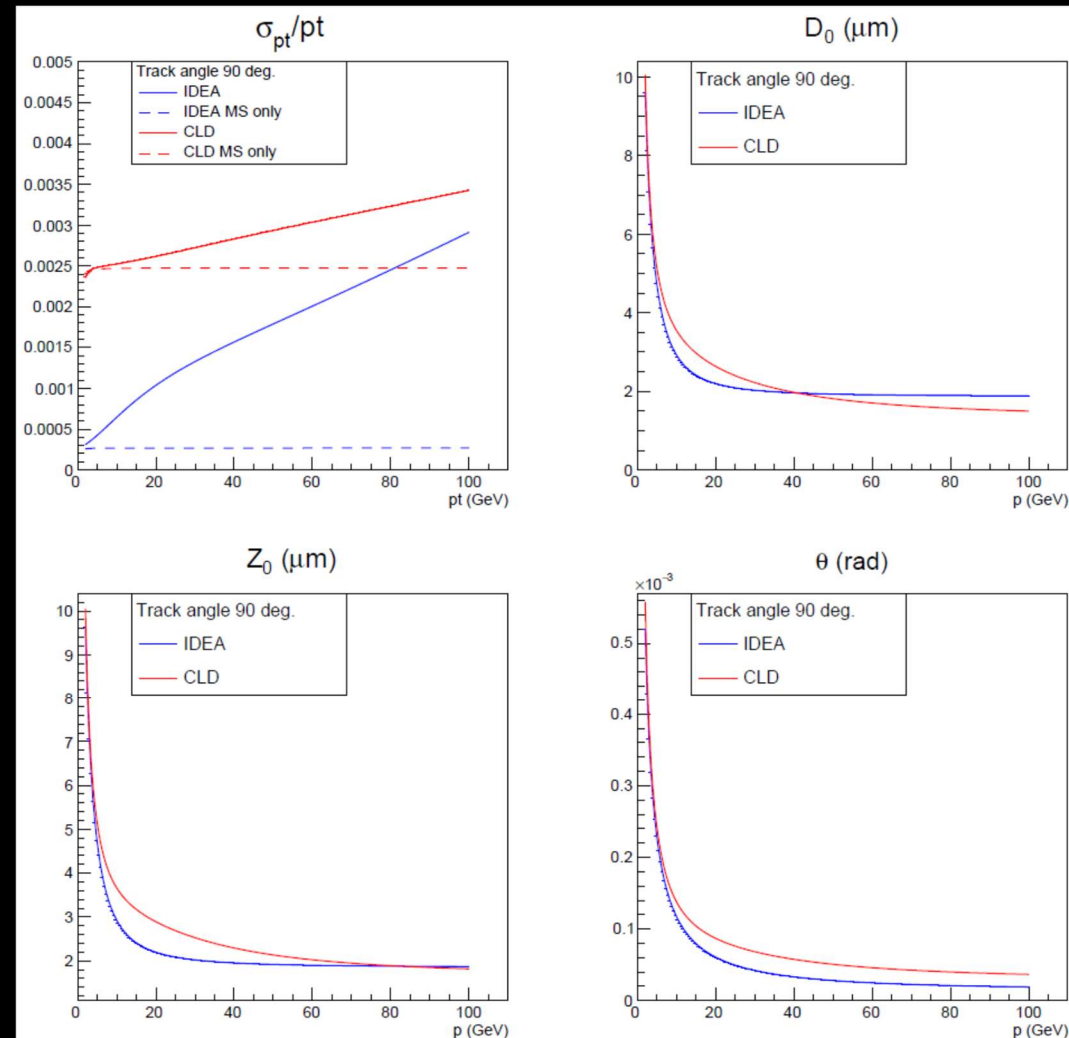 σpt/pt
0.005
0.0045
0.004
0.0035
0.003
0.0025
0.002
0.0015
0.001
0.0005
0
Track angle 90 deg.
IDEA
IDEA MS only
CLD
CLD MS only
0 20 40 60 80 100
pt (GeV)
D0 (μm)
10
8
6
4
2
0
Track angle 90 deg.
IDEA
CLD
0 20 40 60 80 100
p (GeV)
Z0 (μm)
10
9
8
7
6
5
4
3
2
Track angle 90 deg.
IDEA
CLD
0 20 40 60 80 100
p (GeV)
θ (rad)
×10−3
0.5
0.4
0.3
0.2
0.1
0
Track angle 90 deg.
IDEA
CLD
0 20 40 60 80 100
p (GeV)